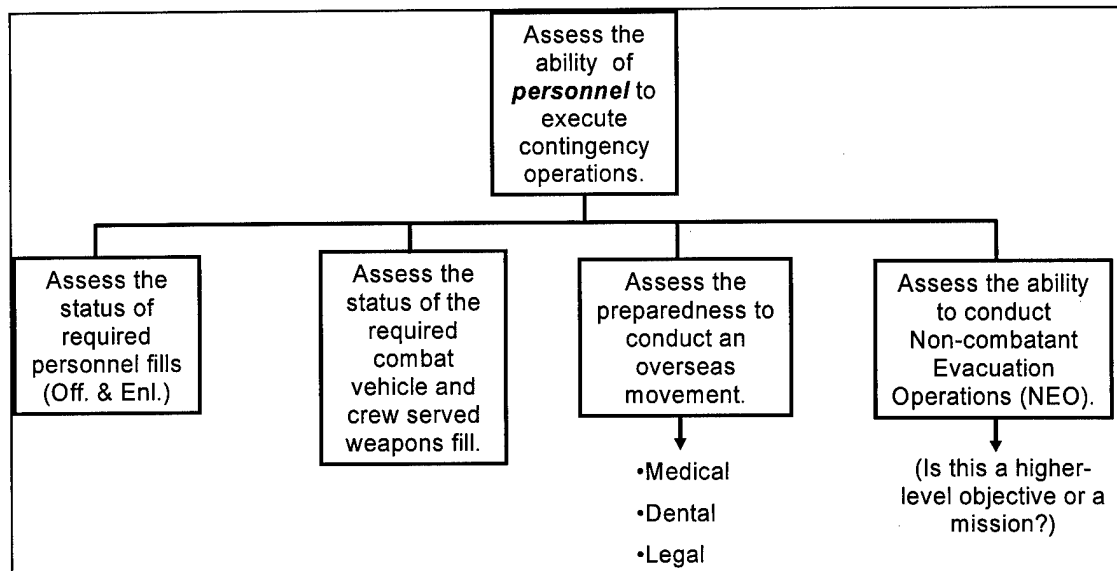 Assess the
ability of
personnel to
execute
contingency
operations.
Assess the
status of
required
personnel fills
(Off. & Enl.)
Assess the
status of the
required
combat
vehicle and
crew served
weapons fill.
Assess the
preparedness to
conduct an
overseas
movement.
•Medical
•Dental
•Legal
Assess the ability
to conduct
Non-combatant
Evacuation
Operations (NEO).
(Is this a higher-
level objective or a
mission?)